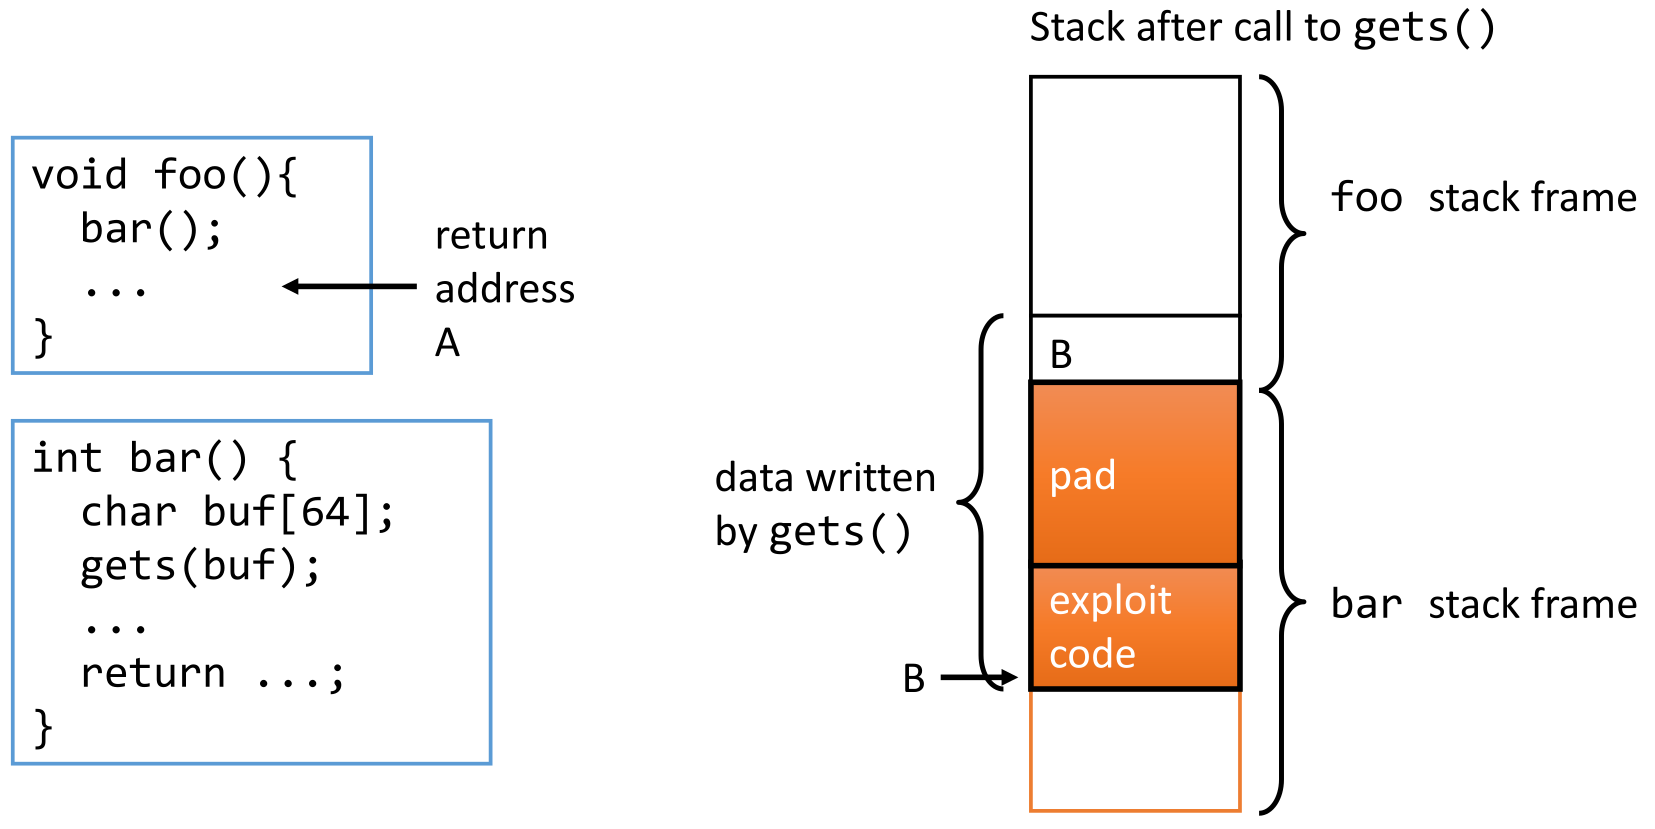 Stack after call to gets()
void foo(){
  bar();
  ...
}
return
address
A
int bar() {
  char buf[64];
  gets(buf);
  ...
  return ...;
}
foo stack frame
B
pad
data written
by gets()
exploit
code
bar stack frame
B